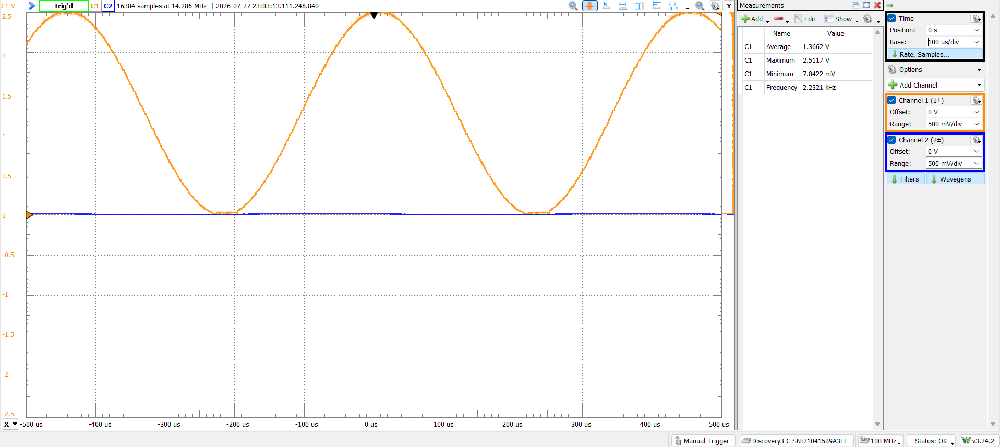 C1 V
Trig'd
C1
C2
16384 samples at 14.286 MHz | 2026-07-27 23:03:13.111.248.840
1 2
3 4
Y
2.5
2
1.5
1
0.5
0
-0.5
-1
-1.5
-2
-2.5
X
-500 us
-400 us
-300 us
-200 us
-100 us
0 us
100 us
200 us
300 us
400 us
500 us
Measurements
Add
Edit
Show
Name Value
C1 Average 1.3662 V
C1 Maximum 2.5117 V
C1 Minimum 7.8422 mV
C1 Frequency 2.2321 kHz
Time
Position: 0 s
Base: 100 us/div
Rate, Samples...
Options
Add Channel
Channel 1 (1±)
Offset: 0 V
Range: 500 mV/div
Channel 2 (2±)
Offset: 0 V
Range: 500 mV/div
Filters
Wavegens
Manual Trigger
Discovery3 C SN:210415B9A3FE
100 MHz
Status: OK
v3.24.2